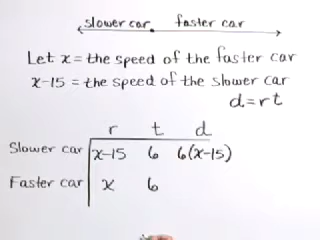 slower car faster car
Let x = the speed of the faster car
x-15 = the speed of the slower car
d = rt
r t d
Slower car x-15 6 6(x-15)
Faster car x 6